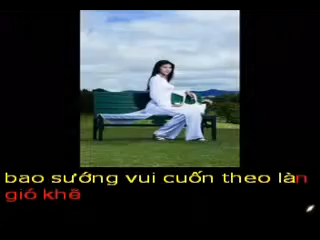 bao sướng vui cuốn theo làn
gió khẽ